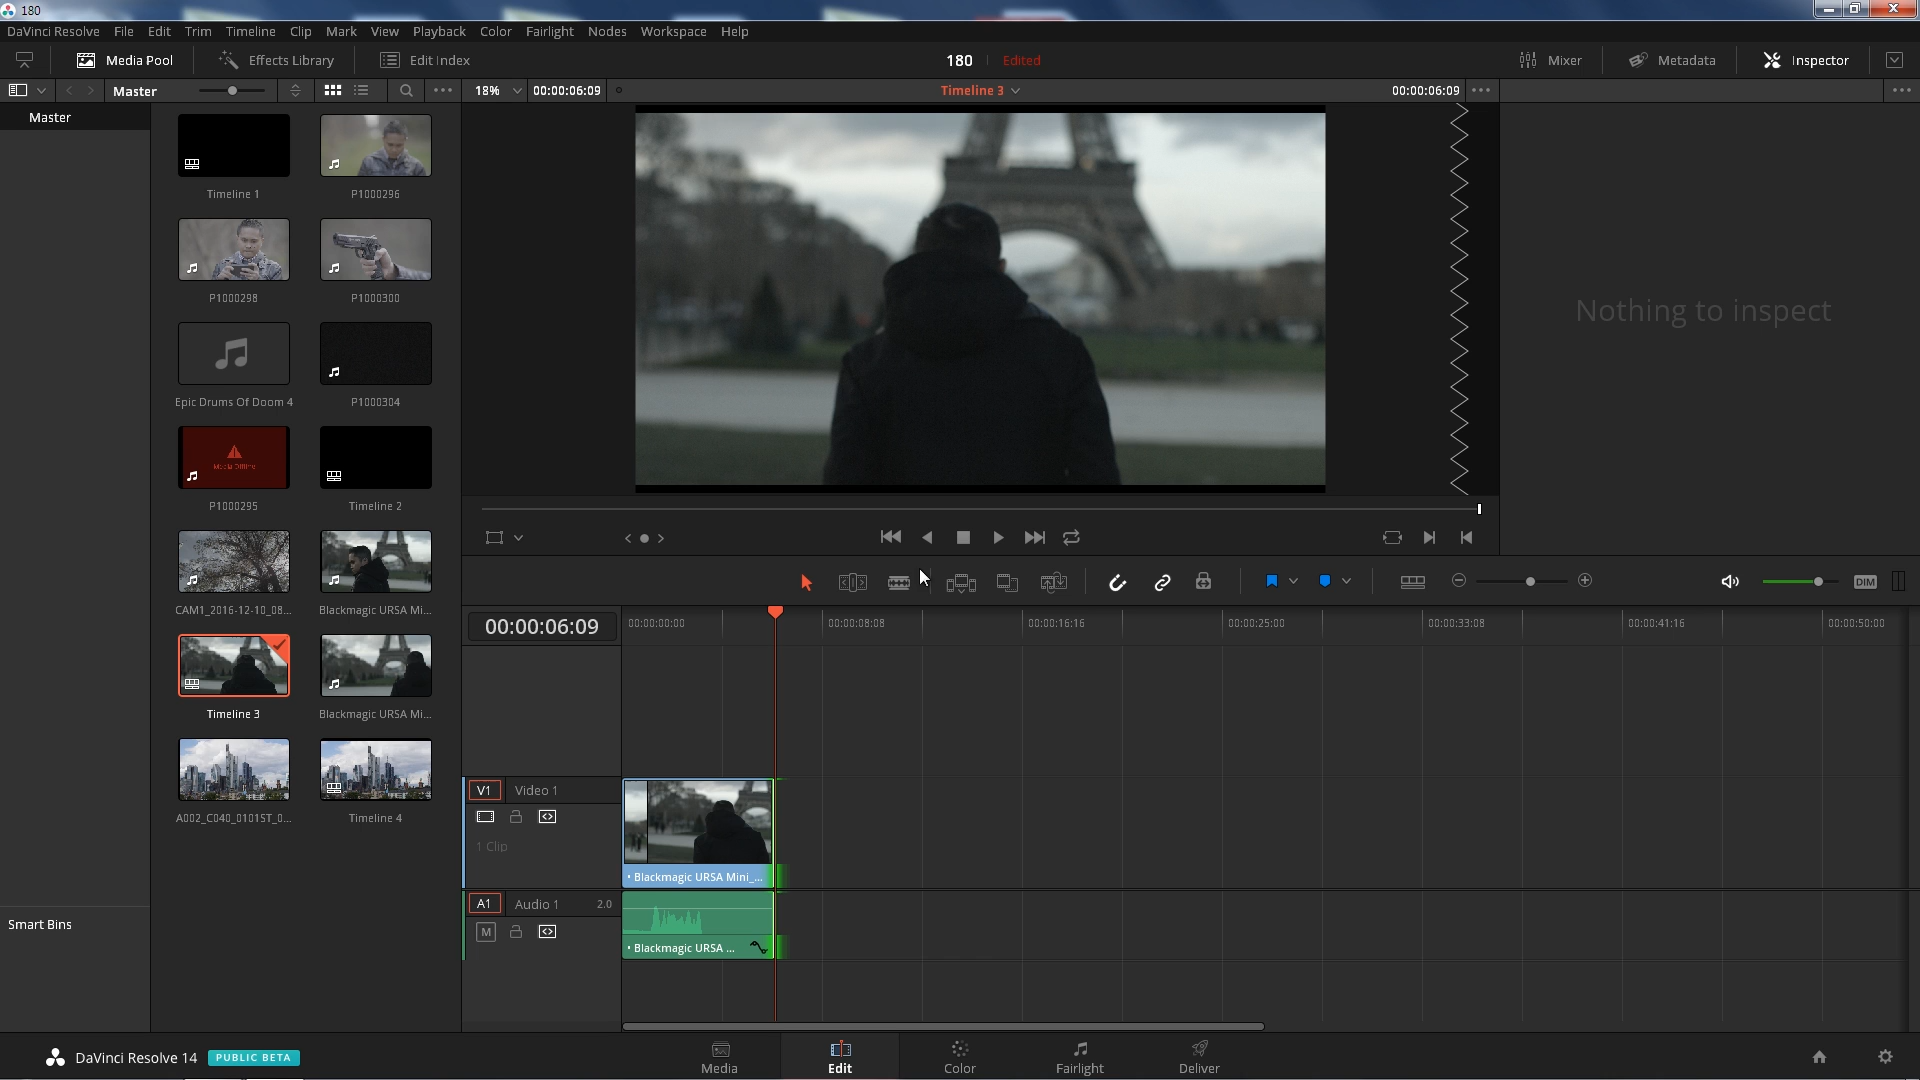 180
DaVinci Resolve File Edit Trim Timeline Clip Mark View Playback Color Fairlight Nodes Workspace Help
Media Pool Effects Library Edit Index 180 Edited Mixer Metadata Inspector
Master 18% 00:00:06:09 Timeline 3 00:00:06:09
Master
Timeline 1 P1000296
P1000298 P1000300
Epic Drums Of Doom 4 P1000304
Media Offline
P1000295 Timeline 2
CAM1_2016-12-10_08... Blackmagic URSA Mi...
Timeline 3 Blackmagic URSA Mi...
A002_C040_0101ST_0... Timeline 4
Smart Bins
Nothing to inspect
DIM
00:00:06:09 00:00:00:00 00:00:08:08 00:00:16:16 00:00:25:00 00:00:33:08 00:00:41:16 00:00:50:00
V1 Video 1
1 Clip
• Blackmagic URSA Mini_...
A1 Audio 1 2.0
M
• Blackmagic URSA ...
DaVinci Resolve 14 PUBLIC BETA
Media Edit Color Fairlight Deliver